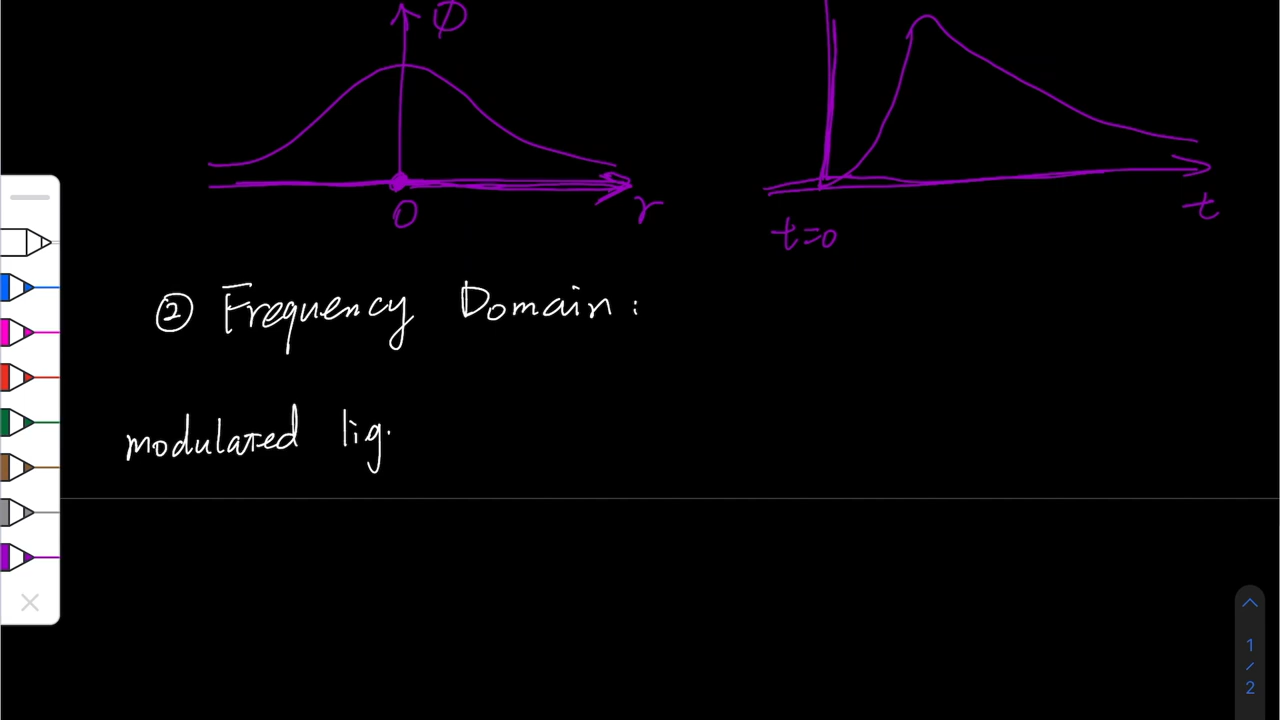 Φ
0
r
t=0
t
② Frequency Domain:
modulated lig.
1
/
2